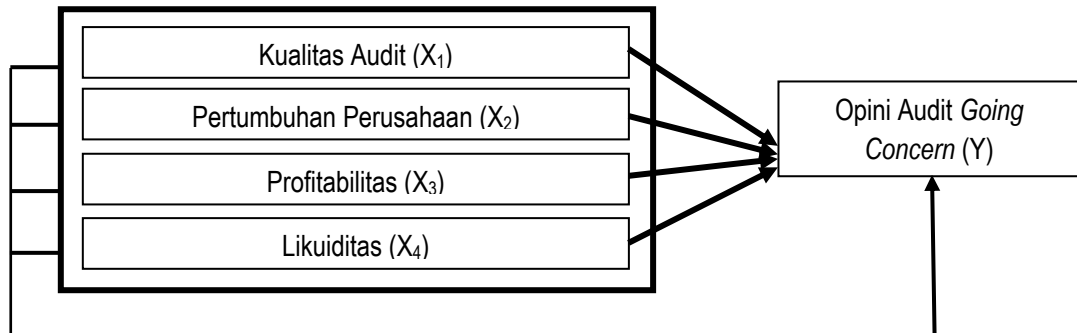 Kualitas Audit (X₁)
Pertumbuhan Perusahaan (X₂)
Profitabilitas (X₃)
Likuiditas (X₄)
Opini Audit Going
Concern (Y)